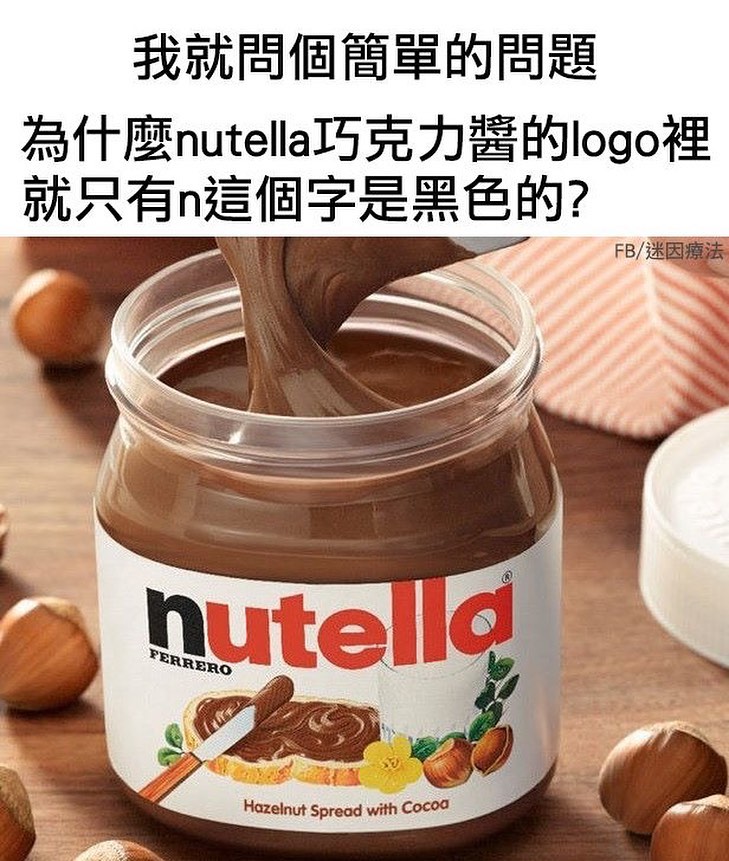 我就問個簡單的問題
為什麼nutella巧克力醬的logo裡
就只有n這個字是黑色的?
FB/迷因療法
nutella®
FERRERO
Hazelnut Spread with Cocoa